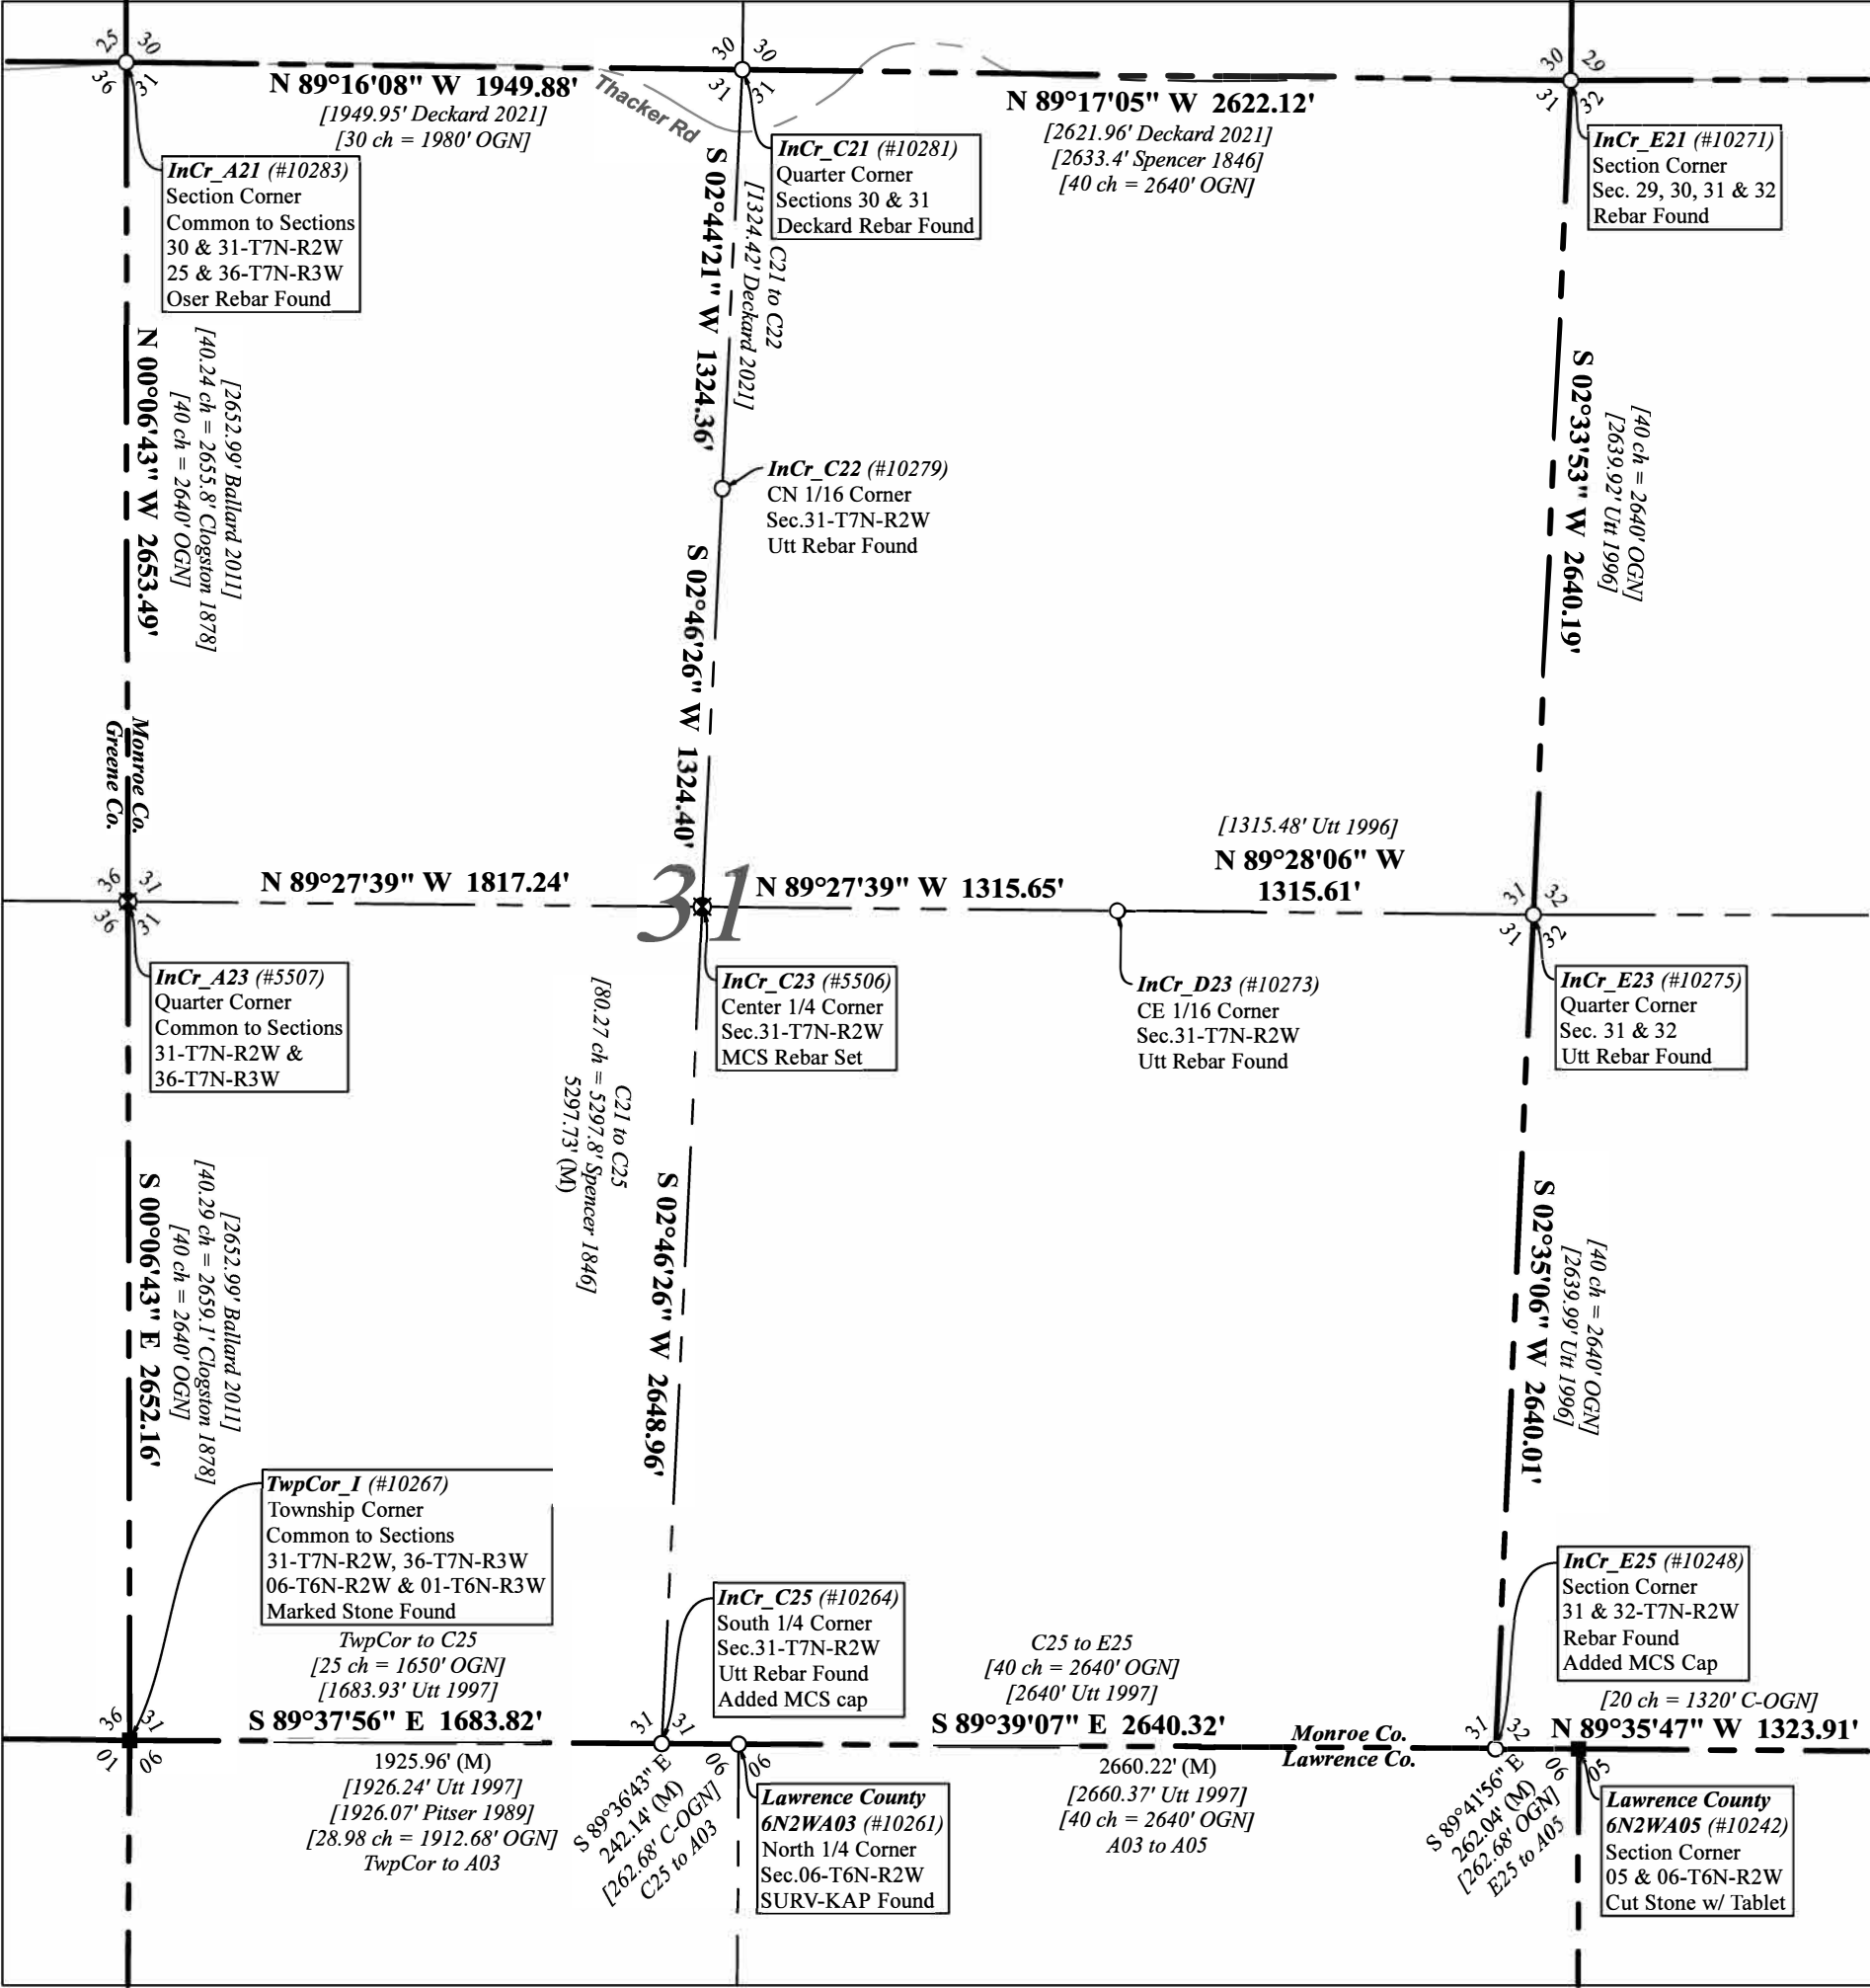 25
30
36
31
N 89°16'08" W 1949.88'
[1949.95' Deckard 2021]
[30 ch = 1980' OGN]
Thacker Rd
30
30
31
31
N 89°17'05" W 2622.12'
[2621.96' Deckard 2021]
[2633.4' Spencer 1846]
[40 ch = 2640' OGN]
30
29
31
32
InCr_A21 (#10283)
Section Corner
Common to Sections
30 & 31-T7N-R2W
25 & 36-T7N-R3W
Oser Rebar Found
InCr_C21 (#10281)
Quarter Corner
Sections 30 & 31
Deckard Rebar Found
InCr_E21 (#10271)
Section Corner
Sec. 29, 30, 31 & 32
Rebar Found
S 02°44'21" W 1324.36'
C21 to C22
[1324.42' Deckard 2021]
N 00°06'43" W 2653.49'
[2652.99' Ballard 2011]
[40.24 ch = 2655.8' Clogston 1878]
[40 ch = 2640' OGN]
S 02°33'53" W 2640.19'
[40 ch = 2640' OGN]
[2639.92' Utt 1996]
InCr_C22 (#10279)
CN 1/16 Corner
Sec.31-T7N-R2W
Utt Rebar Found
S 02°46'26" W 1324.40'
Monroe Co.
Greene Co.
36
31
36
31
N 89°27'39" W 1817.24'
31
N 89°27'39" W 1315.65'
[1315.48' Utt 1996]
N 89°28'06" W
1315.61'
31
32
31
32
InCr_A23 (#5507)
Quarter Corner
Common to Sections
31-T7N-R2W &
36-T7N-R3W
InCr_C23 (#5506)
Center 1/4 Corner
Sec.31-T7N-R2W
MCS Rebar Set
InCr_D23 (#10273)
CE 1/16 Corner
Sec.31-T7N-R2W
Utt Rebar Found
InCr_E23 (#10275)
Quarter Corner
Sec. 31 & 32
Utt Rebar Found
C21 to C25
[80.27 ch = 5297.8' Spencer 1846]
5297.73' (M)
S 02°46'26" W 2648.96'
S 00°06'43" E 2652.16'
[2652.99' Ballard 2011]
[40.29 ch = 2659.1' Clogston 1878]
[40 ch = 2640' OGN]
S 02°35'06" W 2640.01'
[40 ch = 2640' OGN]
[2639.99' Utt 1996]
TwpCor_I (#10267)
Township Corner
Common to Sections
31-T7N-R2W, 36-T7N-R3W
06-T6N-R2W & 01-T6N-R3W
Marked Stone Found
TwpCor to C25
[25 ch = 1650' OGN]
[1683.93' Utt 1997]
S 89°37'56" E 1683.82'
1925.96' (M)
[1926.24' Utt 1997]
[1926.07' Pitser 1989]
[28.98 ch = 1912.68' OGN]
TwpCor to A03
36
31
01
06
InCr_C25 (#10264)
South 1/4 Corner
Sec.31-T7N-R2W
Utt Rebar Found
Added MCS cap
31
31
06
06
S 89°36'43" E
242.14' (M)
[262.68' C-OGN]
C25 to A03
Lawrence County
6N2WA03 (#10261)
North 1/4 Corner
Sec.06-T6N-R2W
SURV-KAP Found
C25 to E25
[40 ch = 2640' OGN]
[2640' Utt 1997]
S 89°39'07" E 2640.32'
2660.22' (M)
[2660.37' Utt 1997]
[40 ch = 2640' OGN]
A03 to A05
Monroe Co.
Lawrence Co.
InCr_E25 (#10248)
Section Corner
31 & 32-T7N-R2W
Rebar Found
Added MCS Cap
[20 ch = 1320' C-OGN]
N 89°35'47" W 1323.91'
31
32
06
05
S 89°41'56" E
262.04' (M)
[262.68' OGN]
E25 to A05
Lawrence County
6N2WA05 (#10242)
Section Corner
05 & 06-T6N-R2W
Cut Stone w/ Tablet